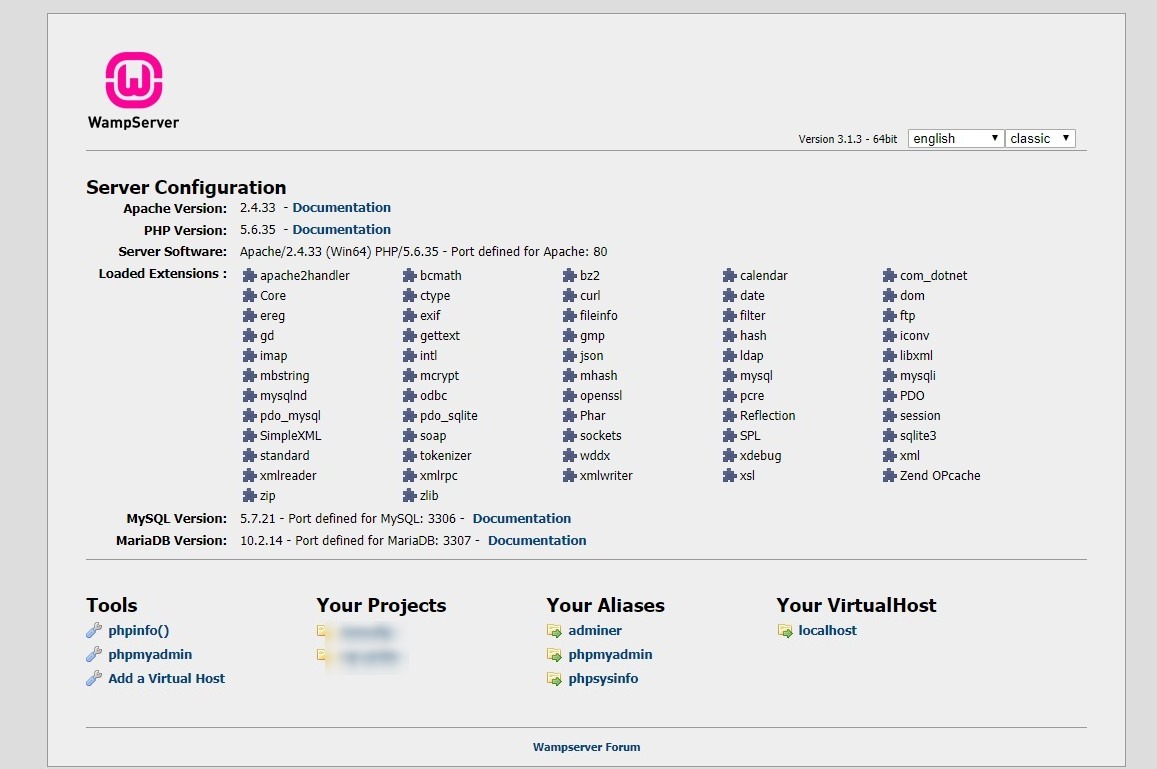 WampServer
Version 3.1.3 - 64bit english classic
Server Configuration
Apache Version: 2.4.33 - Documentation
PHP Version: 5.6.35 - Documentation
Server Software: Apache/2.4.33 (Win64) PHP/5.6.35 - Port defined for Apache: 80
Loaded Extensions : apache2handler bcmath bz2 calendar com_dotnet
Core ctype curl date dom
ereg exif fileinfo filter ftp
gd gettext gmp hash iconv
imap intl json ldap libxml
mbstring mcrypt mhash mysql mysqli
mysqlnd odbc openssl pcre PDO
pdo_mysql pdo_sqlite Phar Reflection session
SimpleXML soap sockets SPL sqlite3
standard tokenizer wddx xdebug xml
xmlreader xmlrpc xmlwriter xsl Zend OPcache
zip zlib
MySQL Version: 5.7.21 - Port defined for MySQL: 3306 - Documentation
MariaDB Version: 10.2.14 - Port defined for MariaDB: 3307 - Documentation
Tools Your Projects Your Aliases Your VirtualHost
phpinfo() adminer localhost
phpmyadmin phpmyadmin
Add a Virtual Host phpsysinfo
Wampserver Forum